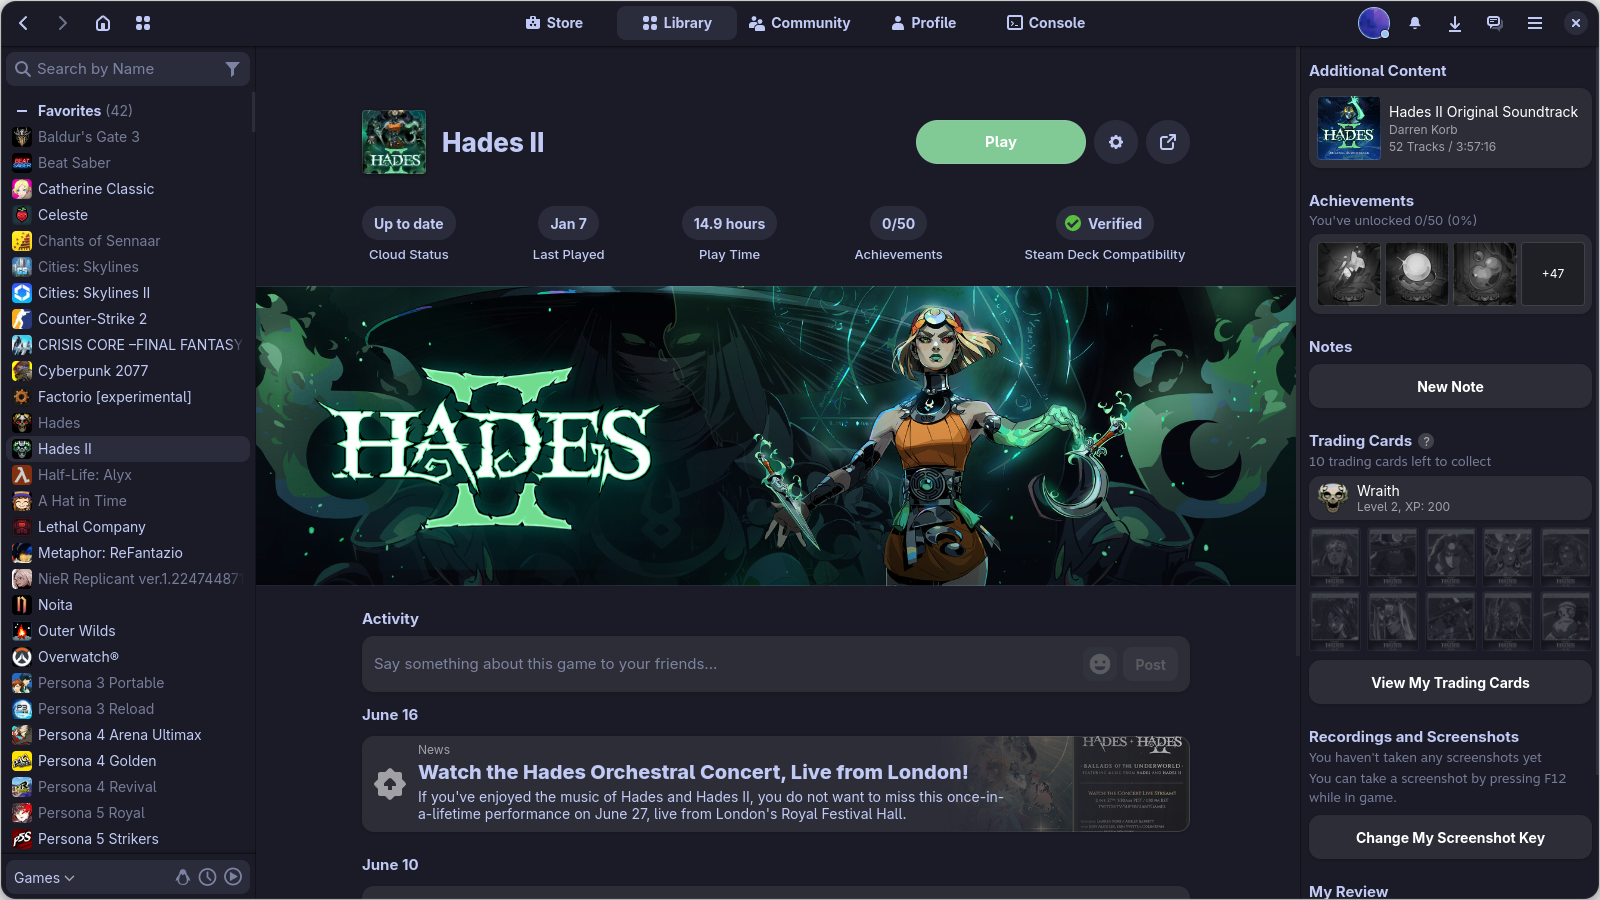 Store
Library
Community
Profile
Console
Search by Name
Favorites (42)
Baldur's Gate 3
Beat Saber
Catherine Classic
Celeste
Chants of Sennaar
Cities: Skylines
Cities: Skylines II
Counter-Strike 2
CRISIS CORE –FINAL FANTASY
Cyberpunk 2077
Factorio [experimental]
Hades
Hades II
Half-Life: Alyx
A Hat in Time
Lethal Company
Metaphor: ReFantazio
NieR Replicant ver.1.22474487
Noita
Outer Wilds
Overwatch®
Persona 3 Portable
Persona 3 Reload
Persona 4 Arena Ultimax
Persona 4 Golden
Persona 4 Revival
Persona 5 Royal
Persona 5 Strikers
Games
HADES
II
Hades II
Play
Up to date
Cloud Status
Jan 7
Last Played
14.9 hours
Play Time
0/50
Achievements
Verified
Steam Deck Compatibility
HADES
II
Activity
Say something about this game to your friends...
Post
June 16
News
Watch the Hades Orchestral Concert, Live from London!
If you've enjoyed the music of Hades and Hades II, you do not want to miss this once-in-
a-lifetime performance on June 27, live from London's Royal Festival Hall.
HADES · HADES
BALLADS OF THE UNDERWORLD
June 10
Additional Content
HADES
II
Hades II Original Soundtrack
Darren Korb
52 Tracks / 3:57:16
Achievements
You've unlocked 0/50 (0%)
+47
Notes
New Note
Trading Cards ?
10 trading cards left to collect
Wraith
Level 2, XP: 200
View My Trading Cards
Recordings and Screenshots
You haven't taken any screenshots yet
You can take a screenshot by pressing F12
while in game.
Change My Screenshot Key
My Review